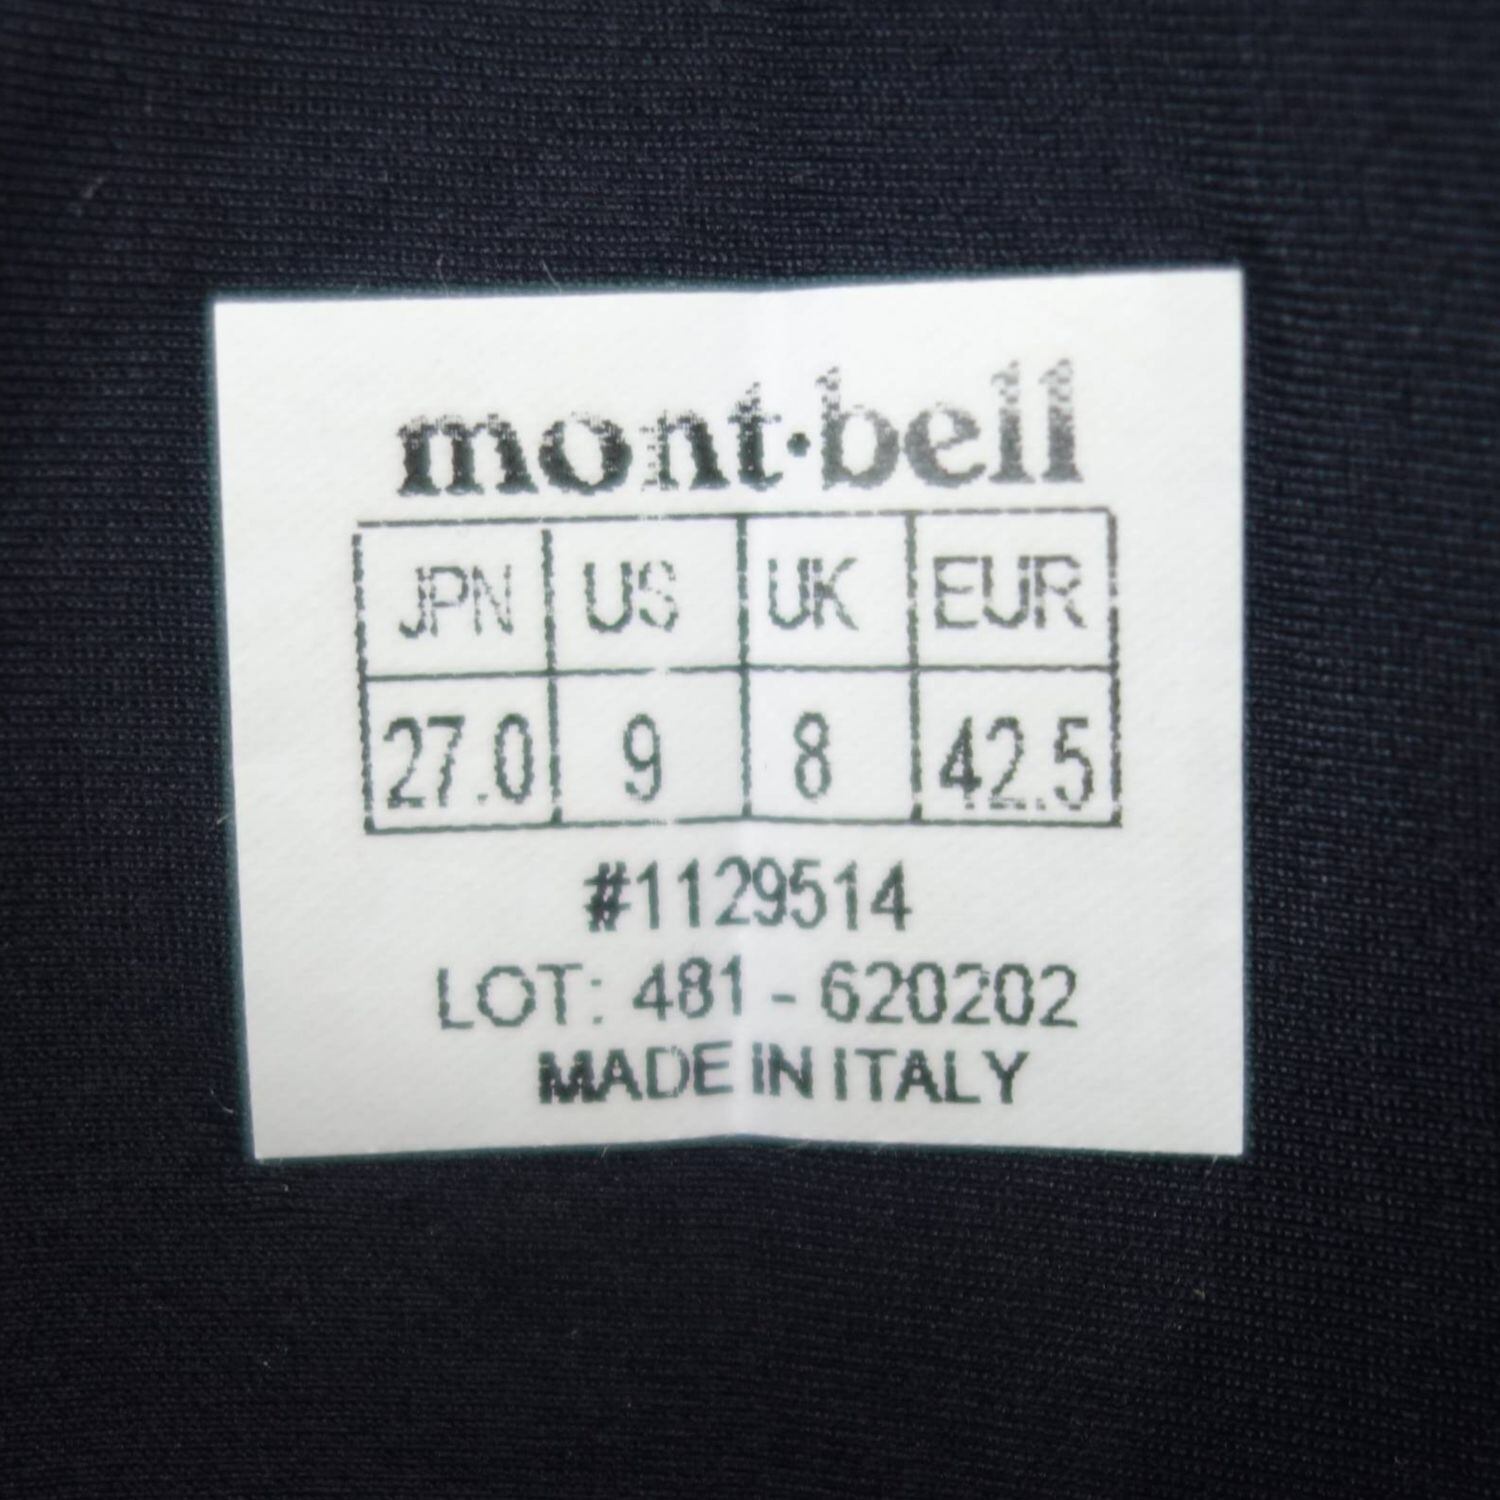 mont·bell
JPN US UK EUR
27.0 9 8 42.5
#1129514
LOT: 481 - 620202
MADE IN ITALY